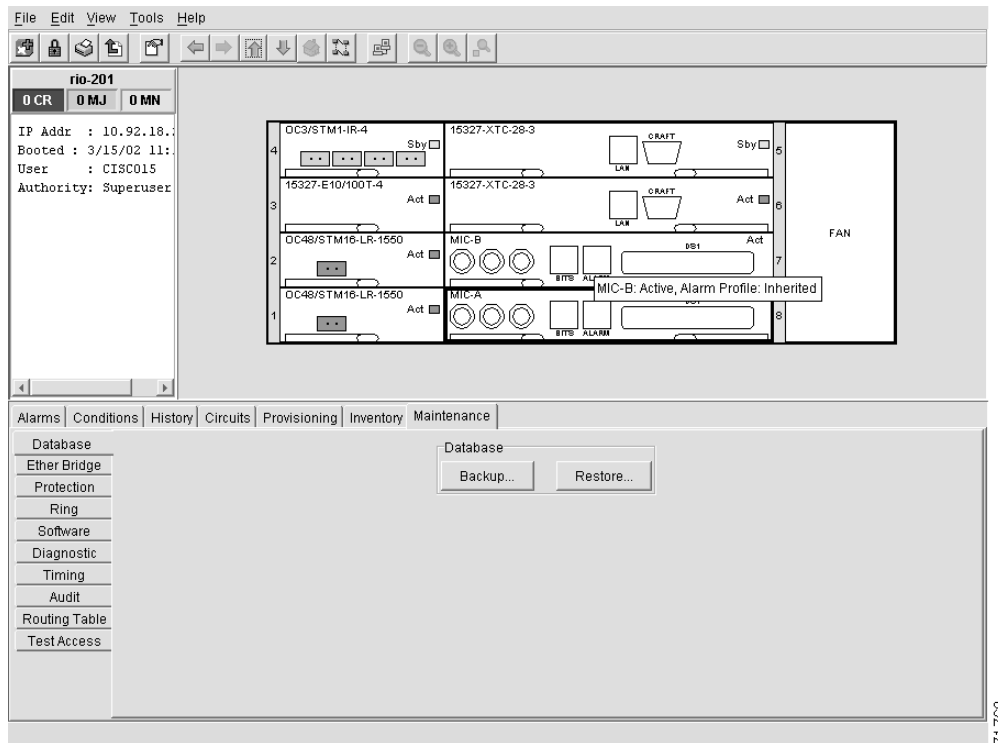 File Edit View Tools Help
rio-201
0 CR 0 MJ 0 MN
IP Addr : 10.92.18.
Booted : 3/15/02 11:
User : CISCO15
Authority: Superuser
4 OC3/STM1-IR-4 Sby 15327-XTC-28-3 LAN CRAFT Sby 5
3 15327-E10/100T-4 Act 15327-XTC-28-3 LAN CRAFT Act 6
2 OC48/STM16-LR-1550 Act MIC-B BITS DS1 Act 7
MIC-B: Active, Alarm Profile: Inherited
1 OC48/STM16-LR-1550 Act MIC-A BITS ALARM 8
FAN
Alarms Conditions History Circuits Provisioning Inventory Maintenance
Database
Ether Bridge
Protection
Ring
Software
Diagnostic
Timing
Audit
Routing Table
Test Access
Database
Backup... Restore...